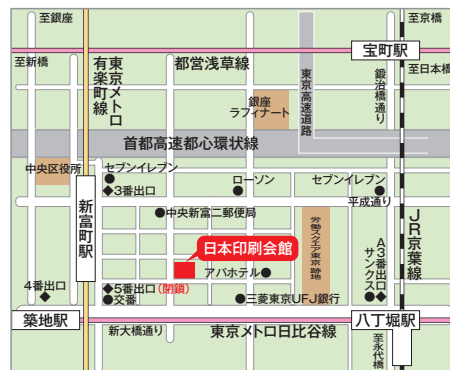 至銀座
至京橋
宝町駅
至新橋
東京メトロ
有楽町線
都営浅草線
至日本橋
東京高速道路
鍛治橋通り
銀座
ラフィナート
首都高速都心環状線
中央区役所
セブンイレブン
◆3番出口
ローソン
セブンイレブン
平成通り
新富町駅
●中央新富二郵便局
労働スクエア東京 跡地
JR京葉線
日本印刷会館
A3番出口
サンクス
アパホテル●
4番出口
◆5番出口(閉鎖)
●交番
●三菱東京UFJ銀行
築地駅
八丁堀駅
新大橋通り
東京メトロ日比谷線
至永代橋